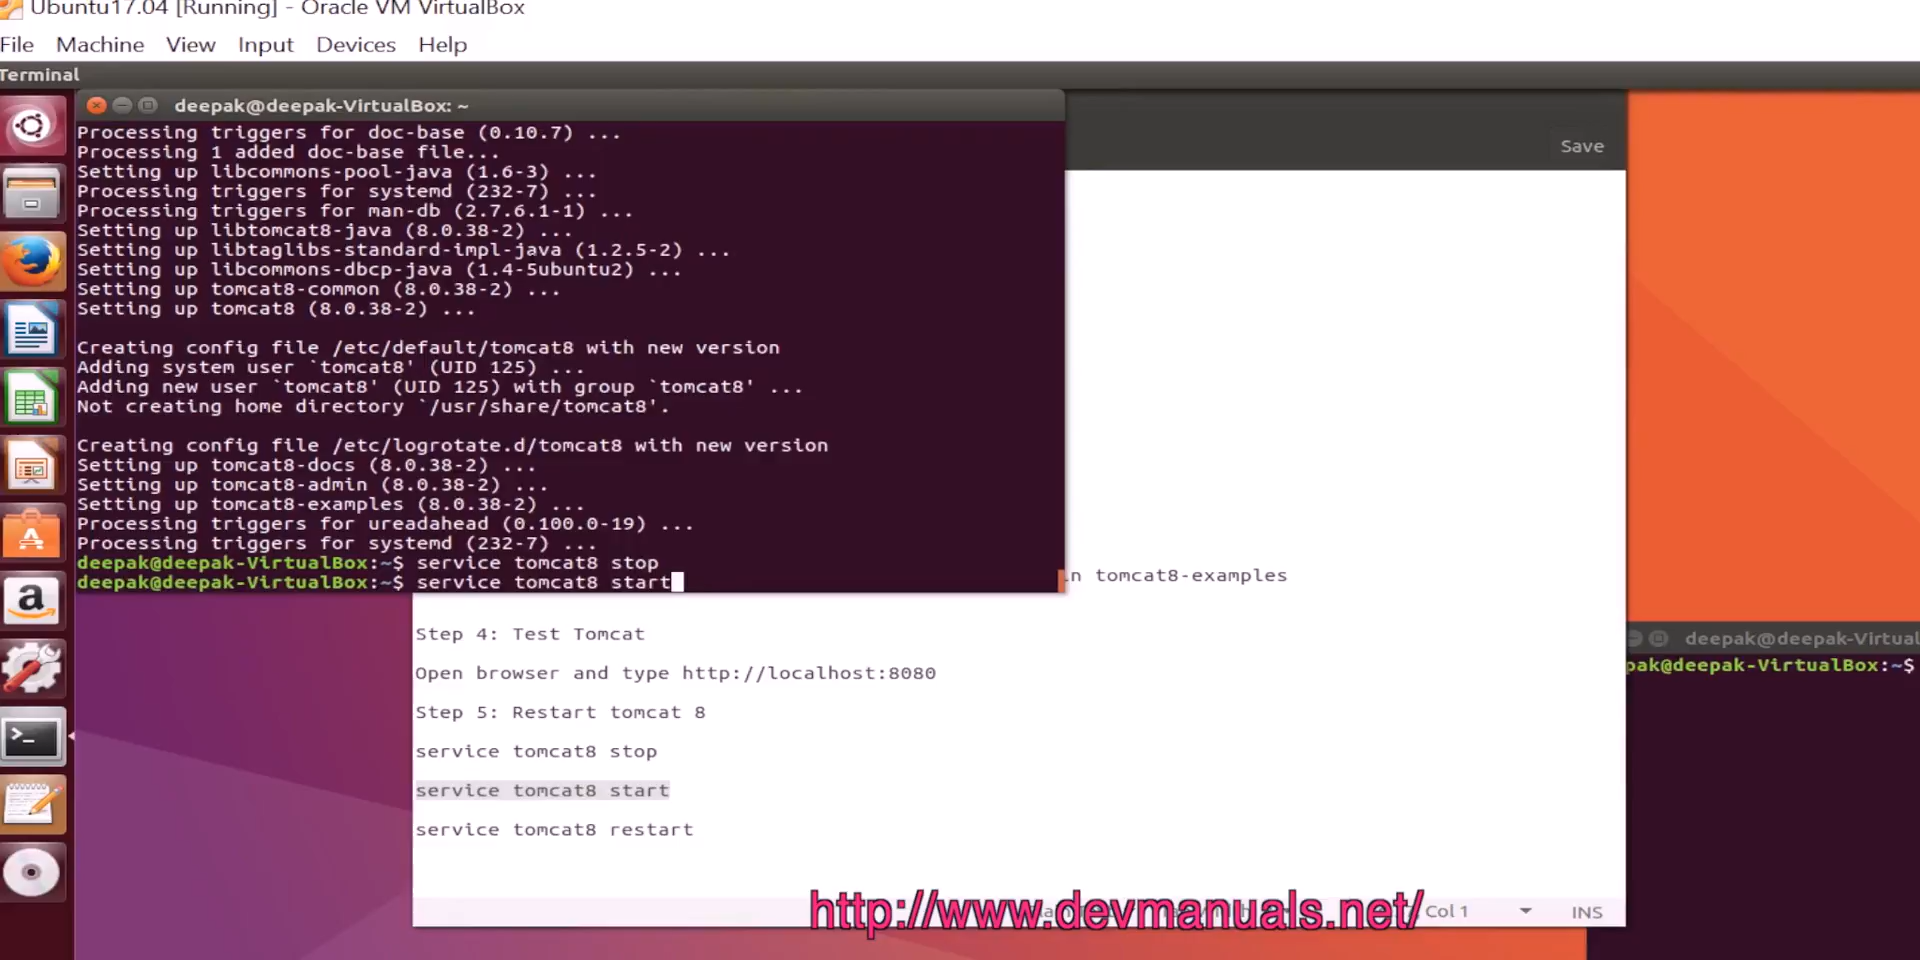 Ubuntu17.04 [Running] - Oracle VM VirtualBox
File Machine View Input Devices Help
Terminal
deepak@deepak-VirtualBox: ~
Processing triggers for doc-base (0.10.7) ...
Processing 1 added doc-base file...
Setting up libcommons-pool-java (1.6-3) ...
Processing triggers for systemd (232-7) ...
Processing triggers for man-db (2.7.6.1-1) ...
Setting up libtomcat8-java (8.0.38-2) ...
Setting up libtaglibs-standard-impl-java (1.2.5-2) ...
Setting up libcommons-dbcp-java (1.4-5ubuntu2) ...
Setting up tomcat8-common (8.0.38-2) ...
Setting up tomcat8 (8.0.38-2) ...
Creating config file /etc/default/tomcat8 with new version
Adding system user `tomcat8' (UID 125) ...
Adding new user `tomcat8' (UID 125) with group `tomcat8' ...
Not creating home directory `/usr/share/tomcat8'.
Creating config file /etc/logrotate.d/tomcat8 with new version
Setting up tomcat8-docs (8.0.38-2) ...
Setting up tomcat8-admin (8.0.38-2) ...
Setting up tomcat8-examples (8.0.38-2) ...
Processing triggers for ureadahead (0.100.0-19) ...
Processing triggers for systemd (232-7) ...
deepak@deepak-VirtualBox:~$ service tomcat8 stop
deepak@deepak-VirtualBox:~$ service tomcat8 start
Save
in tomcat8-examples
Step 4: Test Tomcat
Open browser and type http://localhost:8080
Step 5: Restart tomcat 8
service tomcat8 stop
service tomcat8 start
service tomcat8 restart
Col 1 INS
deepak@deepak-Virtual
pak@deepak-VirtualBox:~$
http://www.devmanuals.net/